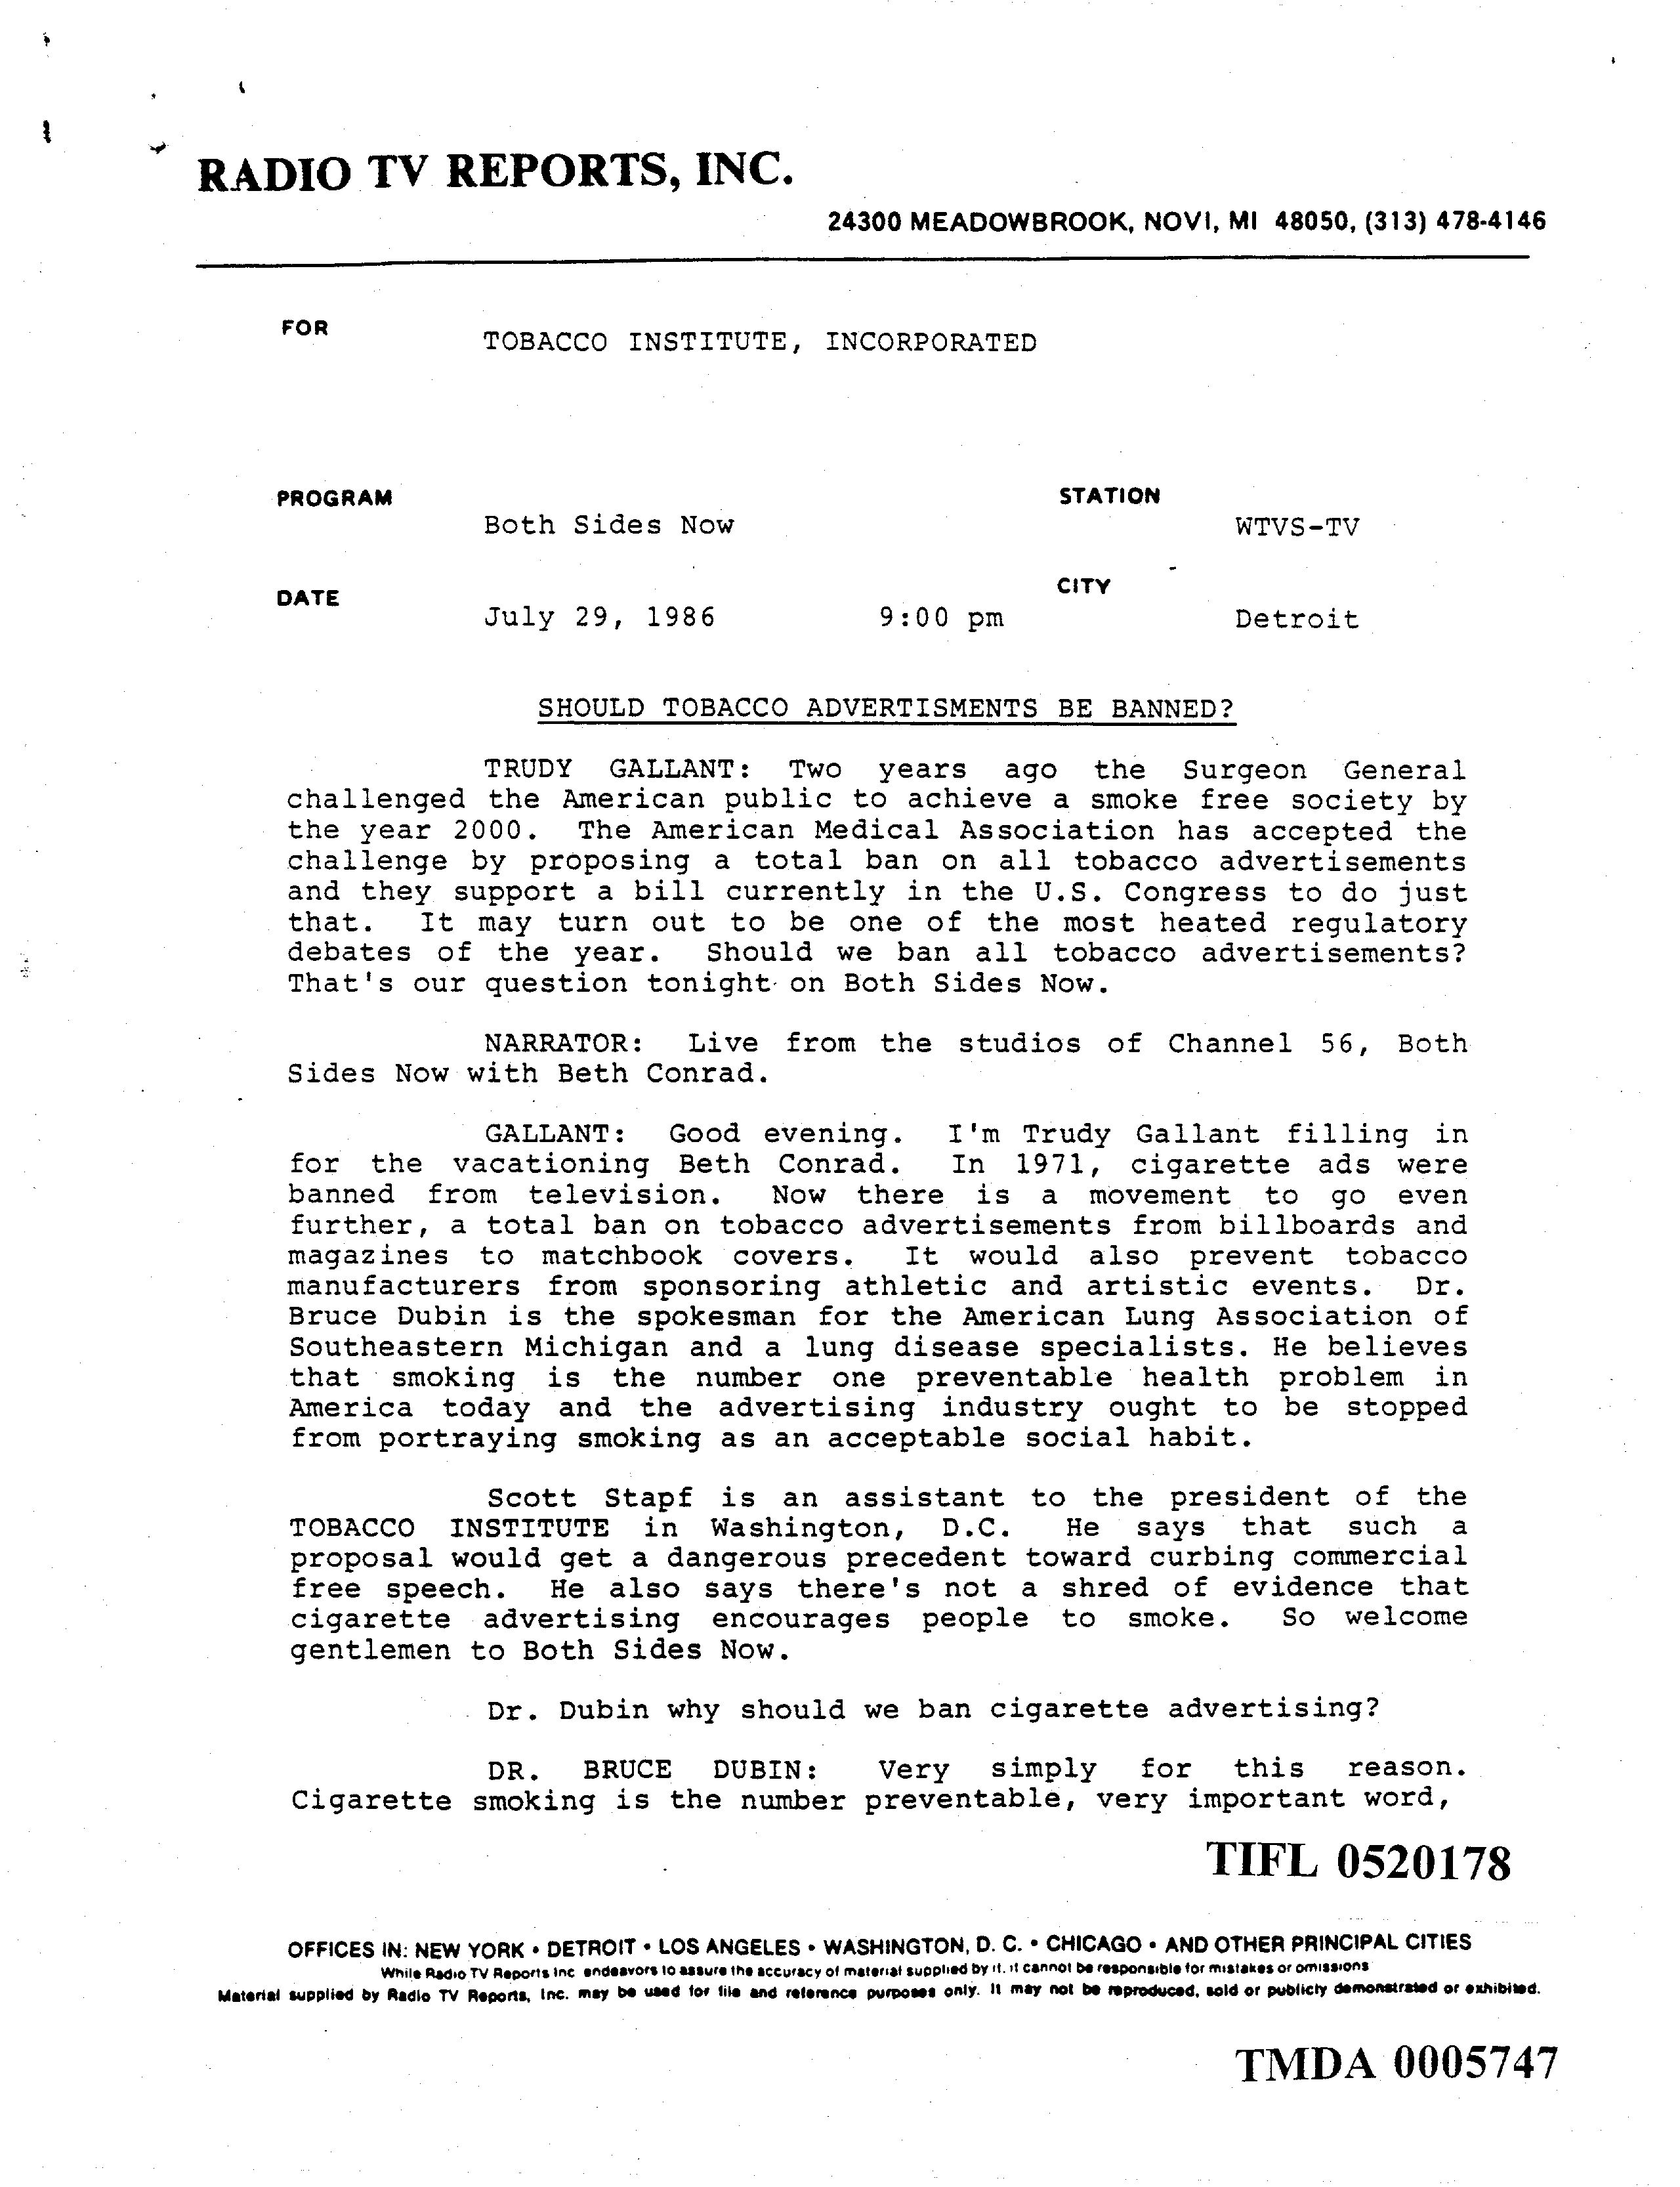 RADIO TV REPORTS, INC.
24300 MEADOWBROOK, NOVI, MI 48050, (313) 478-4146
FOR
TOBACCO INSTITUTE, INCORPORATED
PROGRAM
STATION
Both Sides Now
WTVS-TV
DATE
CITY
July 29, 1986
9:00 pm
Detroit
SHOULD TOBACCO ADVERTISMENTS BE BANNED?
TRUDY GALLANT: Two years ago the Surgeon General
challenged the American public to achieve a smoke free society by
the year 2000. The American Medical Association has accepted the
challenge by proposing a total ban on all tobacco advertisements
and they support a bill currently in the U.S. Congress to do just
that. It may turn out to be one of the most heated regulatory
debates of the year. Should we ban all tobacco advertisements?
That's our question tonight on Both Sides Now.
NARRATOR: Live from the studios of Channel 56, Both
Sides Now with Beth Conrad.
GALLANT: Good evening. I'm Trudy Gallant filling in
for the vacationing Beth Conrad. In 1971, cigarette ads were
banned from television. Now there is a movement to go even
further, a total ban on tobacco advertisements from billboards and
magazines to matchbook covers. It would also prevent tobacco
manufacturers from sponsoring athletic and artistic events. Dr.
Bruce Dubin is the spokesman for the American Lung Association of
Southeastern Michigan and a lung disease specialists. He believes
that smoking is the number one preventable health problem in
America today and the advertising industry ought to be stopped
from portraying smoking as an acceptable social habit.
Scott Stapf is an assistant to the president of the
TOBACCO INSTITUTE in Washington, D.C. He says that such a
proposal would get a dangerous precedent toward curbing commercial
free speech. He also says there's not a shred of evidence that
cigarette advertising encourages people to smoke. So welcome
gentlemen to Both Sides Now.
Dr. Dubin why should we ban cigarette advertising?
DR. BRUCE DUBIN: Very simply for this reason.
Cigarette smoking is the number preventable, very important word,
TIFL 0520178
OFFICES IN: NEW YORK • DETROIT • LOS ANGELES • WASHINGTON, D. C. • CHICAGO • AND OTHER PRINCIPAL CITIES
While Radio TV Reports Inc endeavors to assure the accuracy of material supplied by it, it cannot be responsible for mistakes or omissions
Material supplied by Radio TV Reports, Inc. may be used for file and reference purposes only. It may not be reproduced, sold or publicly demonstrated or exhibited.
TMDA 0005747